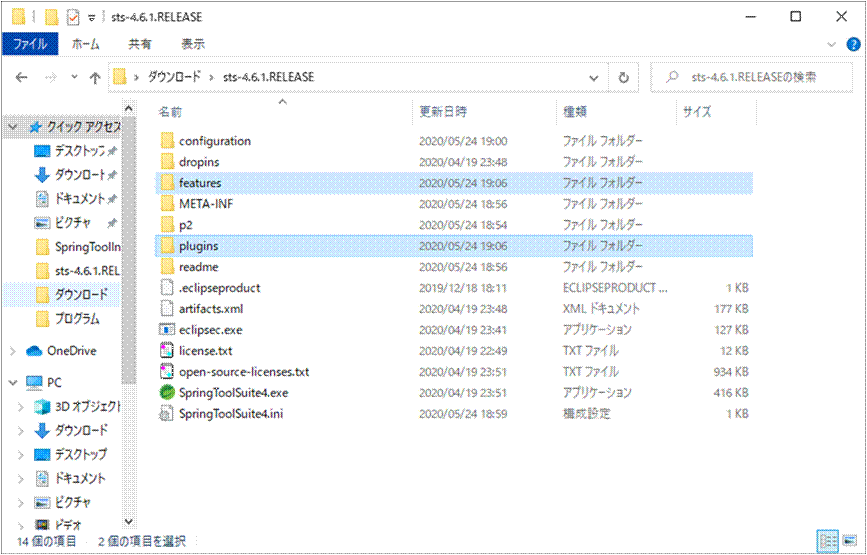 sts-4.6.1.RELEASE
ファイル ホーム 共有 表示
ダウンロード sts-4.6.1.RELEASE sts-4.6.1.RELEASEの検索
名前 更新日時 種類 サイズ
クイック アクセス
デスクトップ
ダウンロート
ドキュメント
ピクチャ
SpringToolIn
sts-4.6.1.REL
ダウンロード
プログラム
OneDrive
PC
3D オブジェクト
ダウンロード
デスクトップ
ドキュメント
ピクチャ
ビデオ
configuration 2020/05/24 19:00 ファイル フォルダー
dropins 2020/04/19 23:48 ファイル フォルダー
features 2020/05/24 19:06 ファイル フォルダー
META-INF 2020/05/24 18:56 ファイル フォルダー
p2 2020/05/24 18:54 ファイル フォルダー
plugins 2020/05/24 19:06 ファイル フォルダー
readme 2020/05/24 18:56 ファイル フォルダー
.eclipseproduct 2019/12/18 18:11 ECLIPSEPRODUCT ... 1 KB
artifacts.xml 2020/04/19 23:48 XML ドキュメント 177 KB
eclipsec.exe 2020/04/19 23:41 アプリケーション 127 KB
license.txt 2020/04/19 22:49 TXT ファイル 12 KB
open-source-licenses.txt 2020/04/19 23:51 TXT ファイル 934 KB
SpringToolSuite4.exe 2020/04/19 23:51 アプリケーション 416 KB
SpringToolSuite4.ini 2020/05/24 18:59 構成設定 1 KB
14 個の項目 2 個の項目を選択